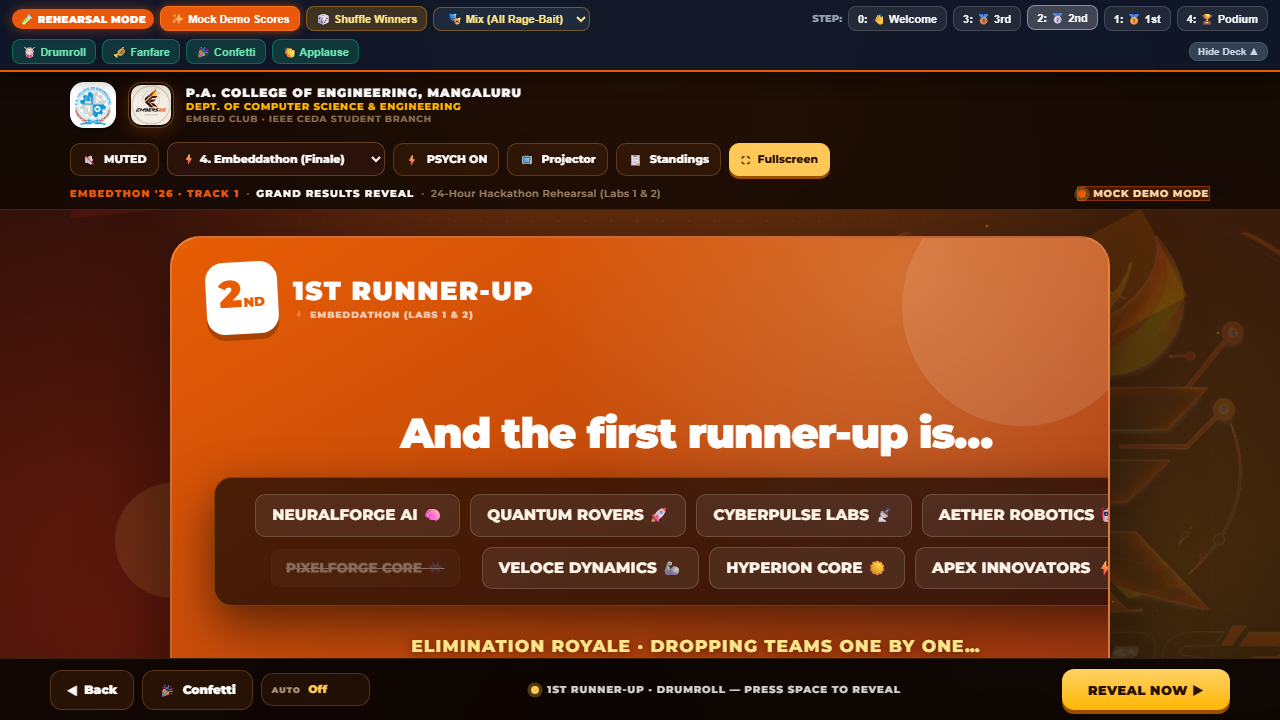 🧪 REHEARSAL MODE ✨ Mock Demo Scores 🎲 Shuffle Winners 🎭 Mix (All Rage-Bait) STEP: 0: 👋 Welcome 3: 🥉 3rd 2: 🥈 2nd 1: 🥇 1st 4: 🏆 Podium
🥁 Drumroll 🎺 Fanfare 🎉 Confetti 👏 Applause Hide Deck ▲
P.A. COLLEGE OF ENGINEERING, MANGALURU
DEPT. OF COMPUTER SCIENCE & ENGINEERING
EMBED CLUB · IEEE CEDA STUDENT BRANCH
🔇 MUTED ⚡ 4. Embeddathon (Finale) ⚡ PSYCH ON 📺 Projector 📋 Standings ⛶ Fullscreen
EMBEDTHON '26 · TRACK 1 · GRAND RESULTS REVEAL · 24-Hour Hackathon Rehearsal (Labs 1 & 2) MOCK DEMO MODE
2ND 1ST RUNNER-UP
⚡ EMBEDDATHON (LABS 1 & 2)
And the first runner-up is...
NEURALFORGE AI 🧠 QUANTUM ROVERS 🚀 CYBERPULSE LABS 📡 AETHER ROBOTICS
PIXELFORGE CORE 👾 VELOCE DYNAMICS 🦾 HYPERION CORE APEX INNOVATORS ⚡
ELIMINATION ROYALE · DROPPING TEAMS ONE BY ONE...
◀ Back 🎉 Confetti AUTO Off 1ST RUNNER-UP · DRUMROLL — PRESS SPACE TO REVEAL REVEAL NOW ▶